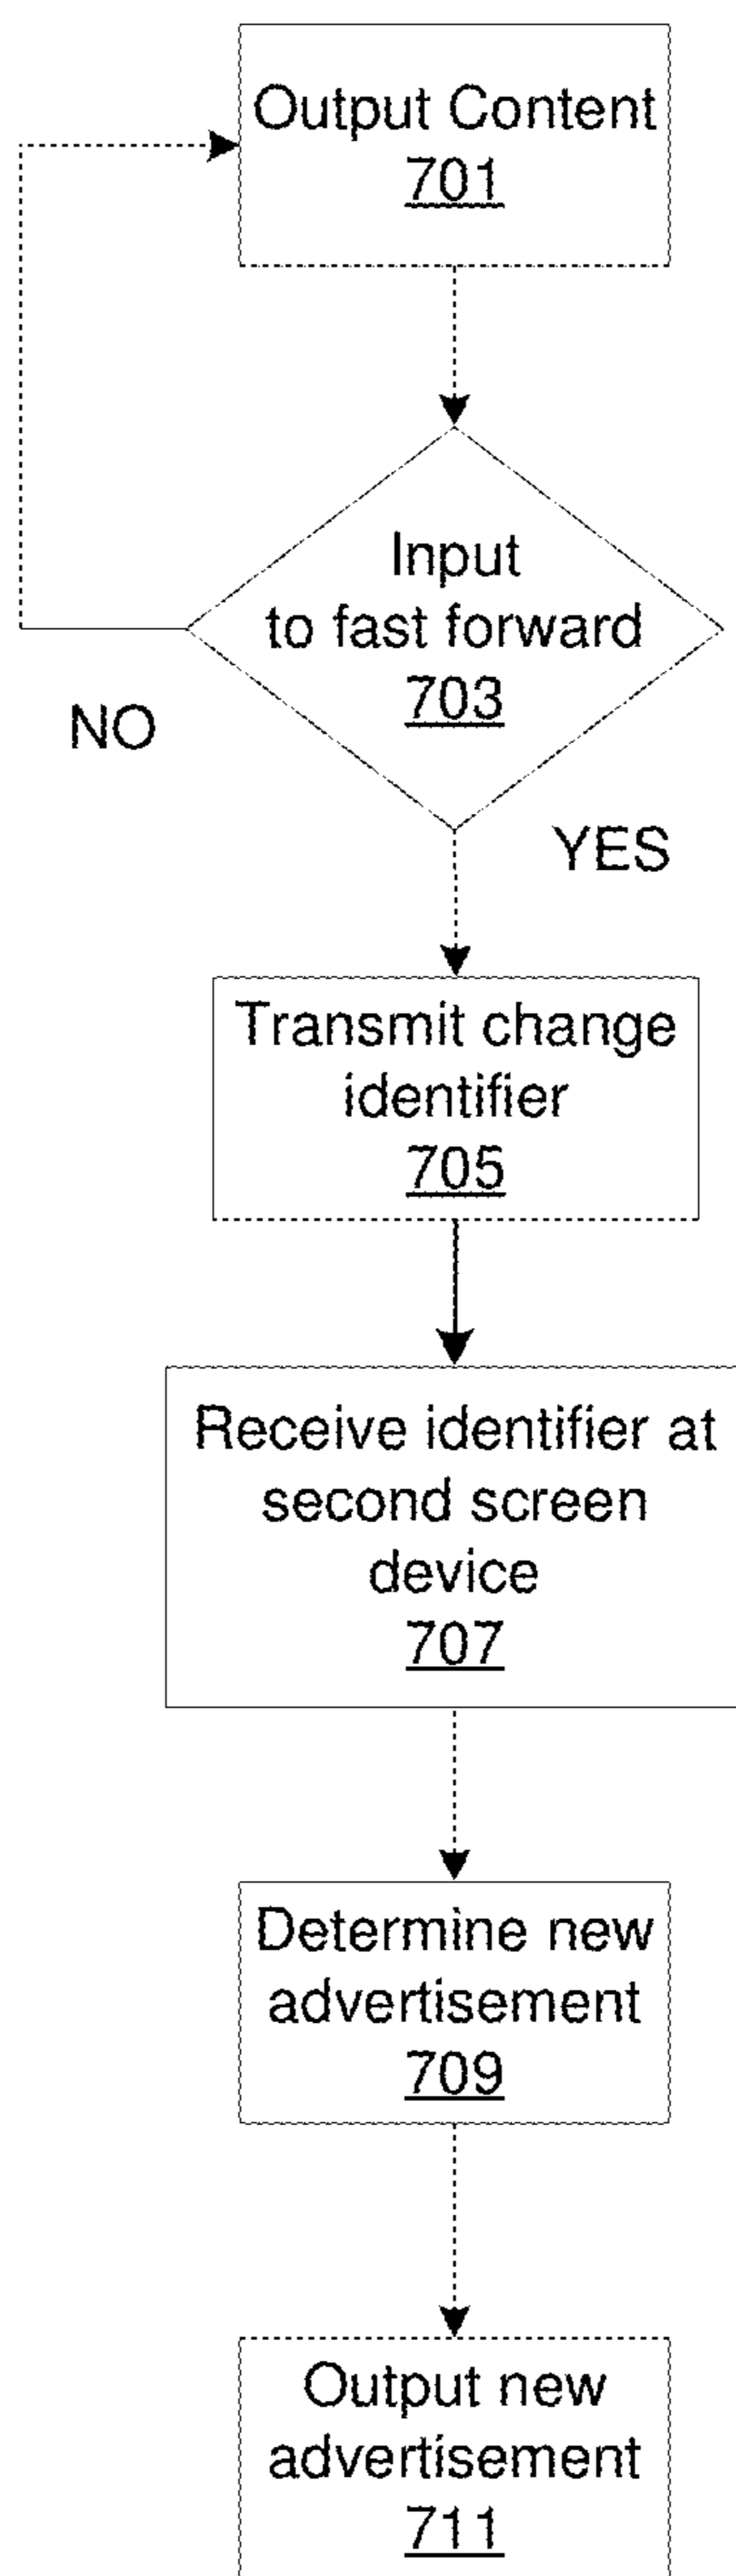 Output Content
701
Input
to fast forward
703
NO
YES
Transmit change
identifier
705
Receive identifier at
second screen
device
707
Determine new
advertisement
709
Output new
advertisement
711